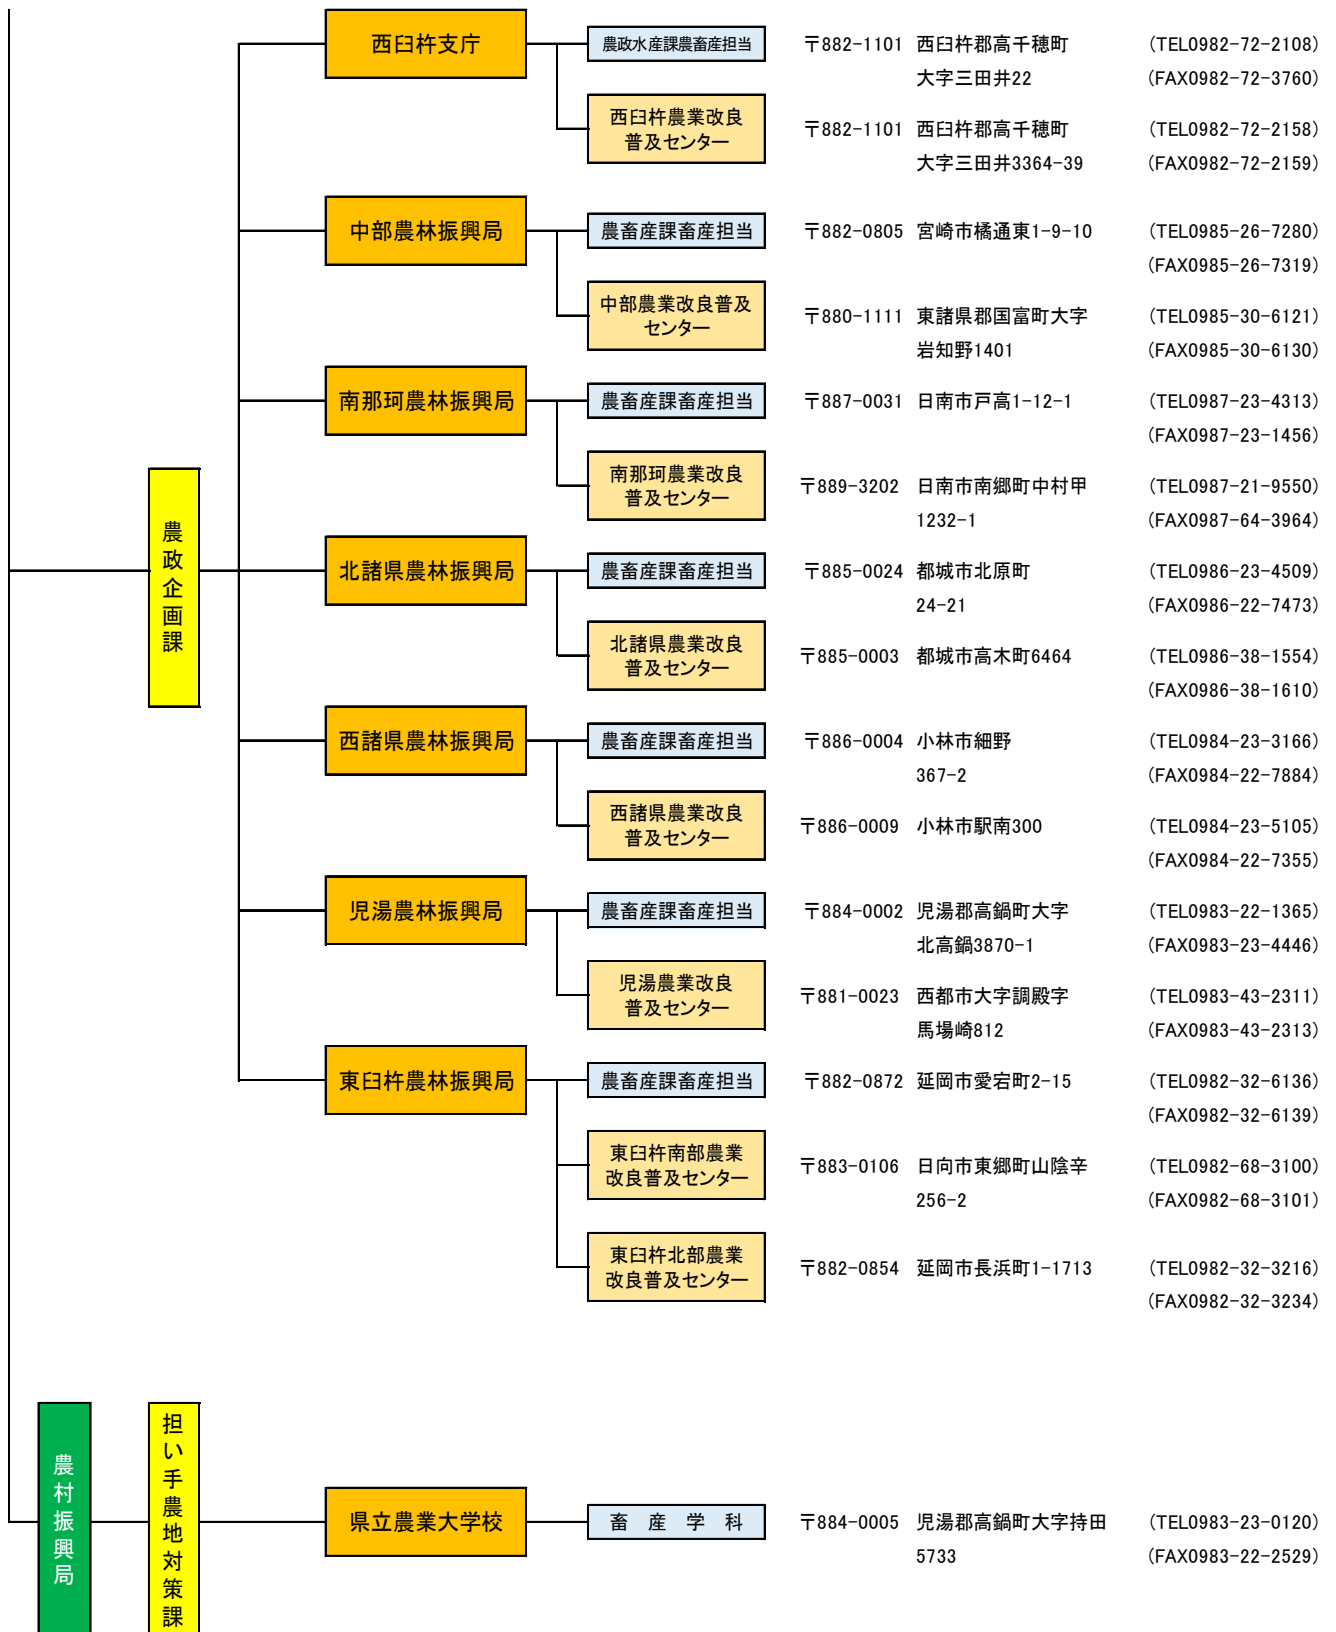 西臼杵支庁
農政水産課農畜産担当
〒882-1101 西臼杵郡高千穂町 (TEL0982-72-2108)
大字三田井22 (FAX0982-72-3760)
西臼杵農業改良
普及センター
〒882-1101 西臼杵郡高千穂町 (TEL0982-72-2158)
大字三田井3364-39 (FAX0982-72-2159)
中部農林振興局
農畜産課畜産担当
〒882-0805 宮崎市橘通東1-9-10 (TEL0985-26-7280)
(FAX0985-26-7319)
中部農業改良普及
センター
〒880-1111 東諸県郡国富町大字 (TEL0985-30-6121)
岩知野1401 (FAX0985-30-6130)
南那珂農林振興局
農畜産課畜産担当
〒887-0031 日南市戸高1-12-1 (TEL0987-23-4313)
(FAX0987-23-1456)
南那珂農業改良
普及センター
〒889-3202 日南市南郷町中村甲 (TEL0987-21-9550)
1232-1 (FAX0987-64-3964)
農政企画課
北諸県農林振興局
農畜産課畜産担当
〒885-0024 都城市北原町 (TEL0986-23-4509)
24-21 (FAX0986-22-7473)
北諸県農業改良
普及センター
〒885-0003 都城市高木町6464 (TEL0986-38-1554)
(FAX0986-38-1610)
西諸県農林振興局
農畜産課畜産担当
〒886-0004 小林市細野 (TEL0984-23-3166)
367-2 (FAX0984-22-7884)
西諸県農業改良
普及センター
〒886-0009 小林市駅南300 (TEL0984-23-5105)
(FAX0984-22-7355)
児湯農林振興局
農畜産課畜産担当
〒884-0002 児湯郡高鍋町大字 (TEL0983-22-1365)
北高鍋3870-1 (FAX0983-23-4446)
児湯農業改良
普及センター
〒881-0023 西都市大字調殿字 (TEL0983-43-2311)
馬場崎812 (FAX0983-43-2313)
東臼杵農林振興局
農畜産課畜産担当
〒882-0872 延岡市愛宕町2-15 (TEL0982-32-6136)
(FAX0982-32-6139)
東臼杵南部農業
改良普及センター
〒883-0106 日向市東郷町山陰辛 (TEL0982-68-3100)
256-2 (FAX0982-68-3101)
東臼杵北部農業
改良普及センター
〒882-0854 延岡市長浜町1-1713 (TEL0982-32-3216)
(FAX0982-32-3234)
農村振興局
担い手農地対策課
県立農業大学校
畜産学科
〒884-0005 児湯郡高鍋町大字持田 (TEL0983-23-0120)
5733 (FAX0983-22-2529)